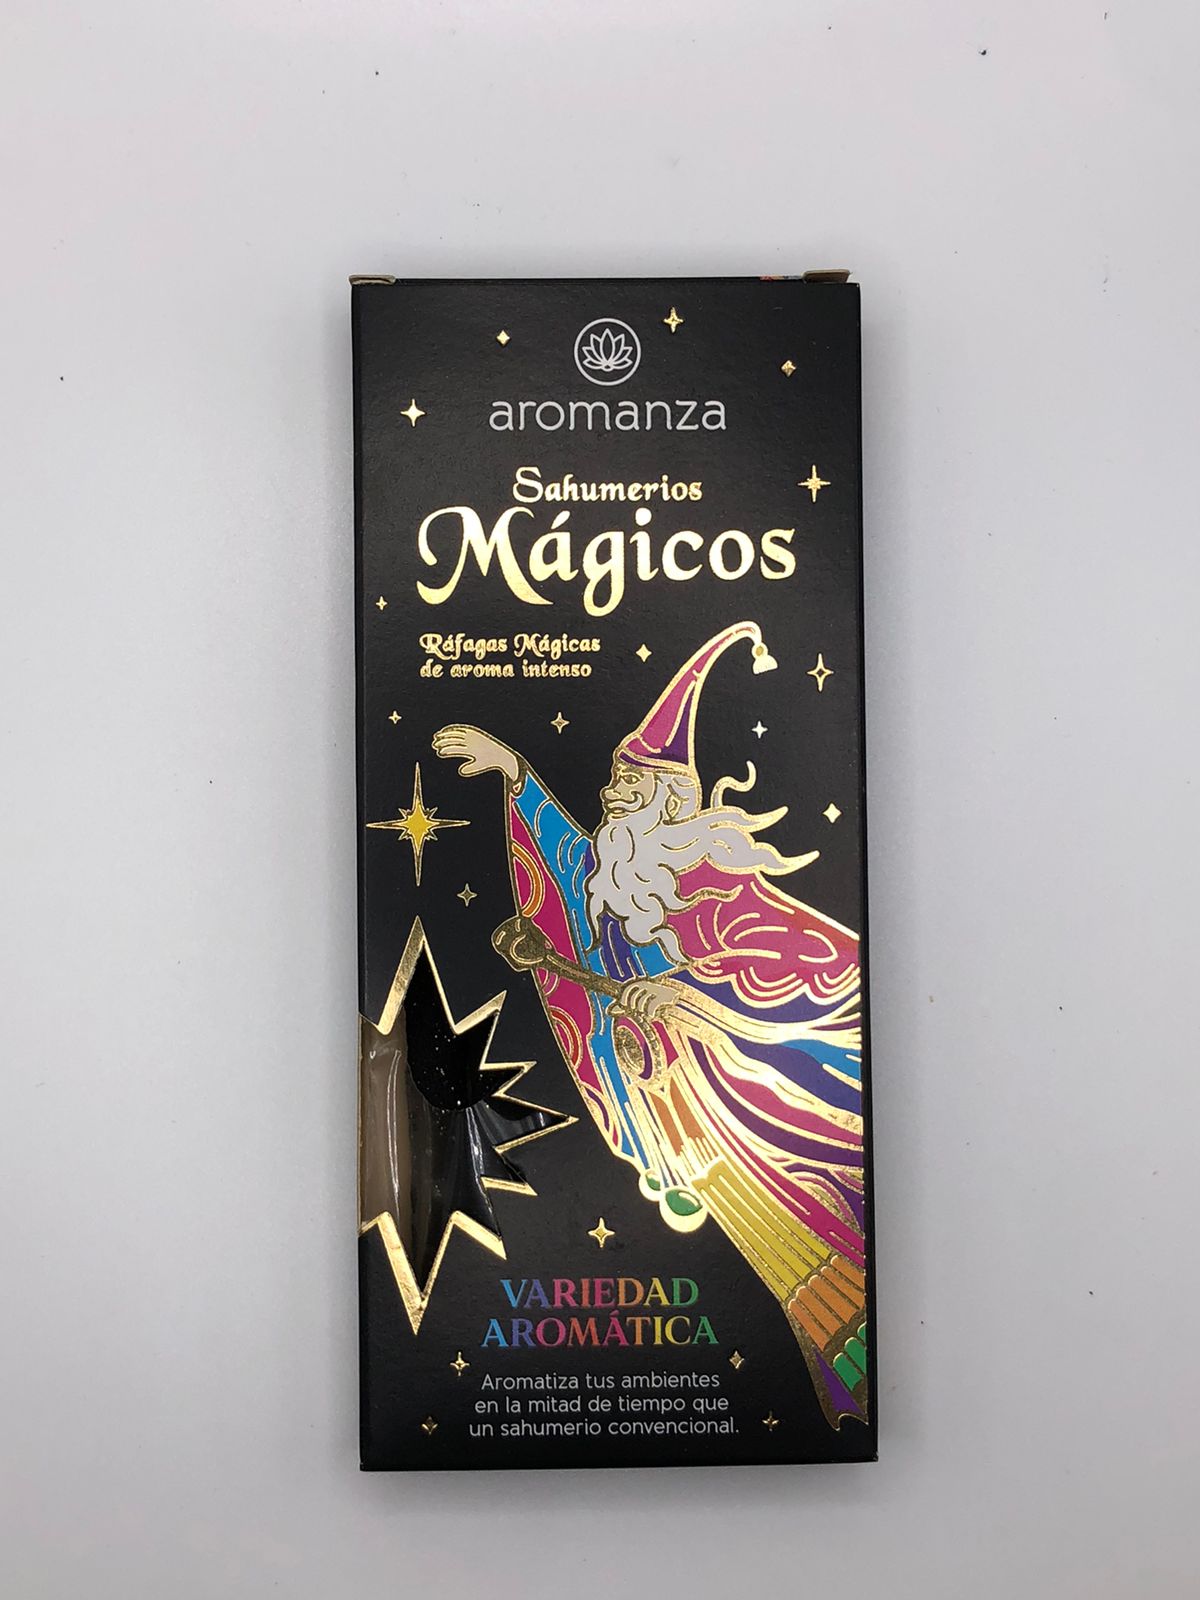 aromanza
Sahumerios
Mágicos
Ráfagas Mágicas
de aroma intenso
VARIEDAD
AROMÁTICA
Aromatiza tus ambientes
en la mitad de tiempo que
un sahumerio convencional.